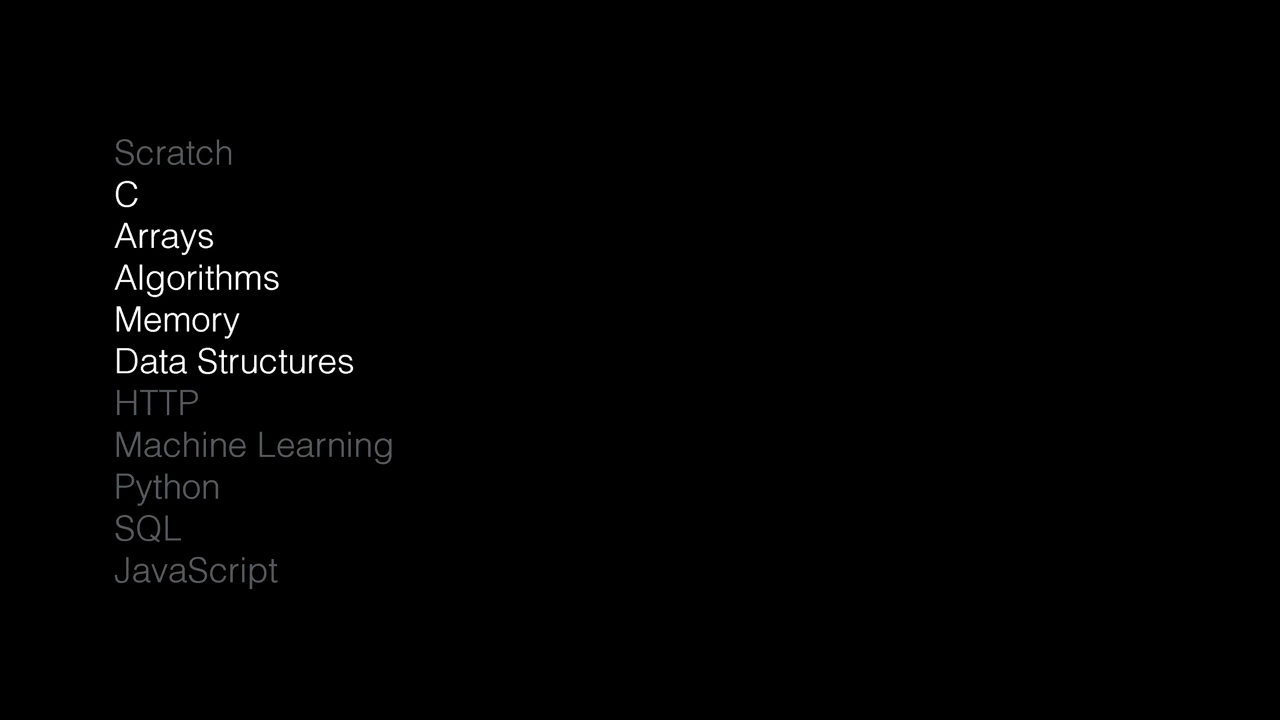 Scratch
C
Arrays
Algorithms
Memory
Data Structures
HTTP
Machine Learning
Python
SQL
JavaScript